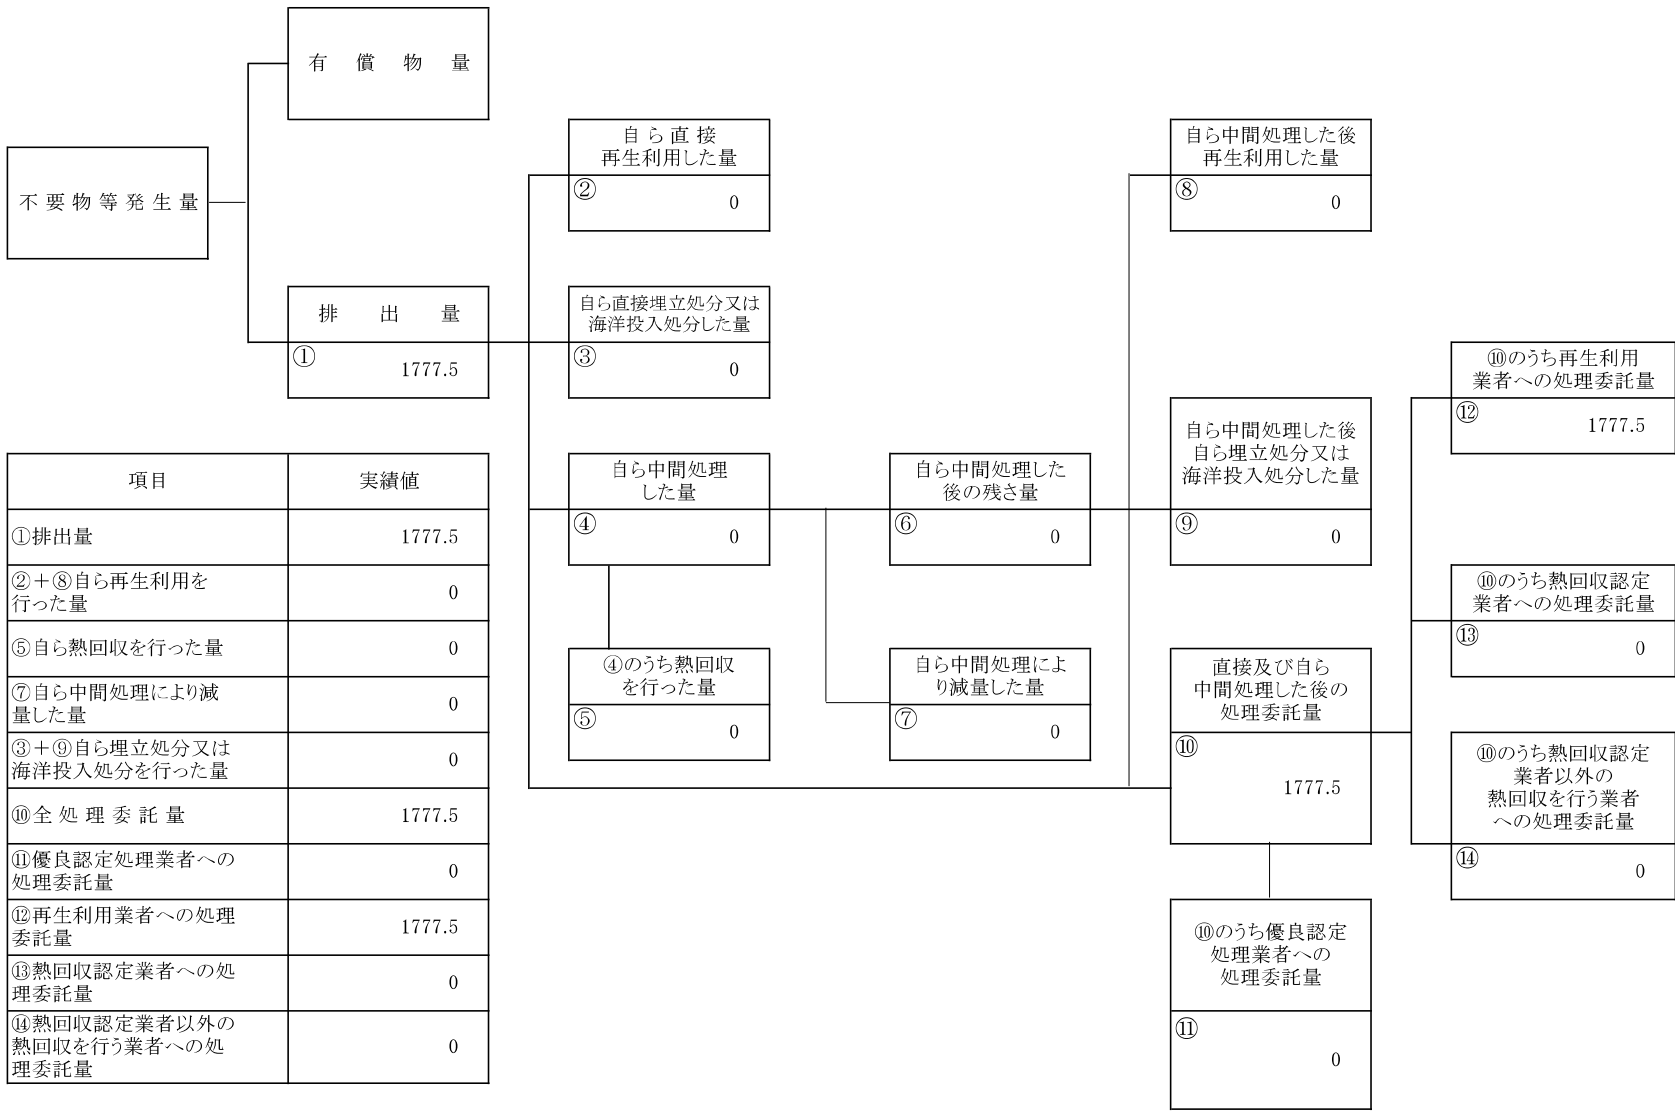 有償物量
不要物等発生量
排出量
①
1777.5
自ら直接
再生利用した量
②
0
自ら直接埋立処分又は
海洋投入処分した量
③
0
自ら中間処理
した量
④
0
④のうち熱回収
を行った量
⑤
0
自ら中間処理した
後の残さ量
⑥
0
自ら中間処理によ
り減量した量
⑦
0
自ら中間処理した後
再生利用した量
⑧
0
自ら中間処理した後
自ら埋立処分又は
海洋投入処分した量
⑨
0
直接及び自ら
中間処理した後の
処理委託量
⑩
1777.5
⑩のうち優良認定
処理業者への
処理委託量
⑪
0
⑩のうち再生利用
業者への処理委託量
⑫
1777.5
⑩のうち熱回収認定
業者への処理委託量
⑬
0
⑩のうち熱回収認定
業者以外の
熱回収を行う業者
への処理委託量
⑭
0
項目 実績値
①排出量 1777.5
②＋⑧自ら再生利用を
行った量
0
⑤自ら熱回収を行った量 0
⑦自ら中間処理により減
量した量
0
③＋⑨自ら埋立処分又は
海洋投入処分を行った量
0
⑩全処理委託量 1777.5
⑪優良認定処理業者への
処理委託量
0
⑫再生利用業者への処理
委託量
1777.5
⑬熱回収認定業者への処
理委託量
0
⑭熱回収認定業者以外の
熱回収を行う業者への処
理委託量
0